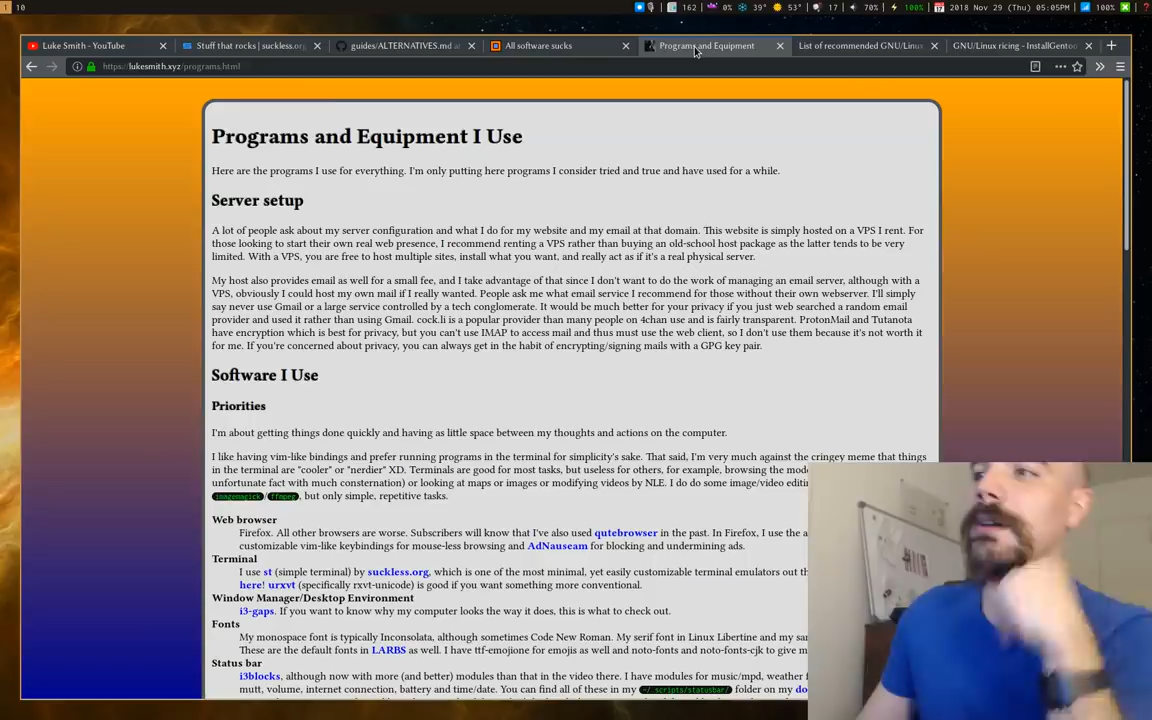 1 10 162 0% 39° 53° 17 70% 100% 2018 Nov 29 (Thu) 05:05PM 16 100% ?
Luke Smith - YouTube Stuff that rocks | suckless.org guides/ALTERNATIVES.md at All software sucks Programs and Equipment List of recommended GNU/Linux GNU/Linux ricing - InstallGentoo
https://lukesmith.xyz/programs.html
Programs and Equipment I Use
Here are the programs I use for everything. I'm only putting here programs I consider tried and true and have used for a while.
Server setup
A lot of people ask about my server configuration and what I do for my website and my email at that domain. This website is simply hosted on a VPS I rent. For
those looking to start their own real web presence, I recommend renting a VPS rather than buying an old-school host package as the latter tends to be very
limited. With a VPS, you are free to host multiple sites, install what you want, and really act as if it's a real physical server.
My host also provides email as well for a small fee, and I take advantage of that since I don't want to do the work of managing an email server, although with a
VPS, obviously I could host my own mail if I really wanted. People ask me what email service I recommend for those without their own webserver. I'll simply
say never use Gmail or a large service controlled by a tech conglomerate. It would be much better for your privacy if you just web searched a random email
provider and used it rather than using Gmail. cock.li is a popular provider than many people on 4chan use and is fairly transparent. ProtonMail and Tutanota
have encryption which is best for privacy, but you can't use IMAP to access mail and thus must use the web client, so I don't use them because it's not worth it
for me. If you're concerned about privacy, you can always get in the habit of encrypting/signing mails with a GPG key pair.
Software I Use
Priorities
I'm about getting things done quickly and having as little space between my thoughts and actions on the computer.
I like having vim-like bindings and prefer running programs in the terminal for simplicity's sake. That said, I'm very much against the cringey meme that things
in the terminal are "cooler" or "nerdier" XD. Terminals are good for most tasks, but useless for others, for example, browsing the mode
unfortunate fact with much consternation) or looking at maps or images or modifying videos by NLE. I do do some image/video editin
imagemagick/ffmpeg, but only simple, repetitive tasks.
Web browser
Firefox. All other browsers are worse. Subscribers will know that I've also used qutebrowser in the past. In Firefox, I use the a
customizable vim-like keybindings for mouse-less browsing and AdNauseam for blocking and undermining ads.
Terminal
I use st (simple terminal) by suckless.org, which is one of the most minimal, yet easily customizable terminal emulators out th
here! urxvt (specifically rxvt-unicode) is good if you want something more conventional.
Window Manager/Desktop Environment
i3-gaps. If you want to know why my computer looks the way it does, this is what to check out.
Fonts
My monospace font is typically Inconsolata, although sometimes Code New Roman. My serif font in Linux Libertine and my san
These are the default fonts in LARBS as well. I have ttf-emojione for emojis as well and noto-fonts and noto-fonts-cjk to give m
Status bar
i3blocks, although now with more (and better) modules than in the video there. I have modules for music/mpd, weather f
mutt, volume, internet connection, battery and time/date. You can find all of these in my ~/.scripts/statusbar/ folder on my do